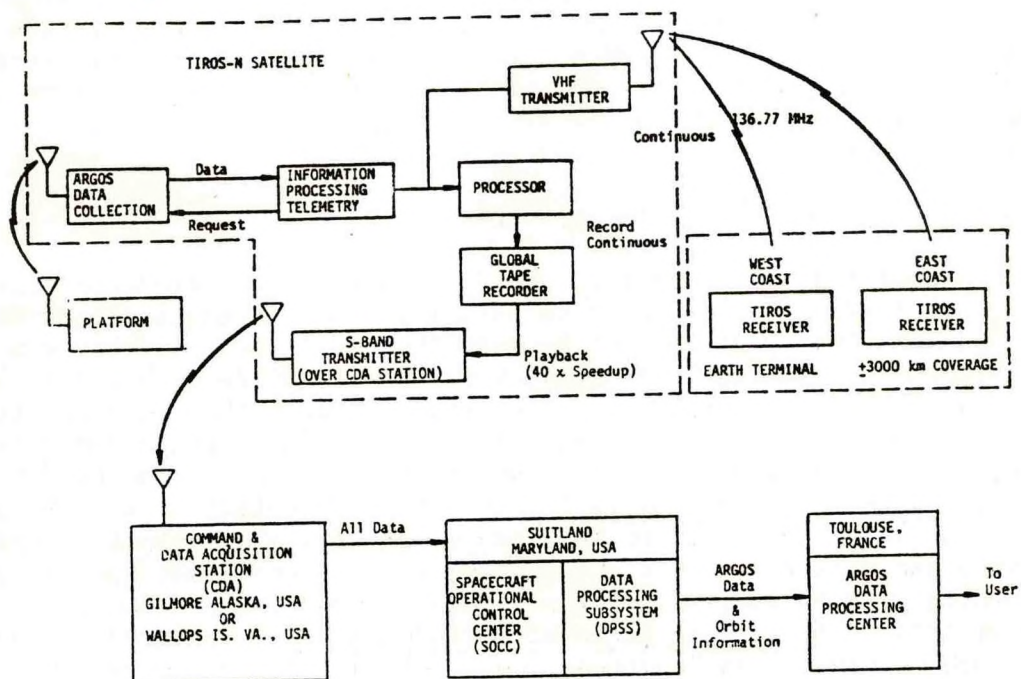 TIROS-N SATELLITE
VHF
TRANSMITTER
136.77 MHz
Continuous
ARGOS
DATA
COLLECTION
Data
Request
INFORMATION
PROCESSING
TELEMETRY
PROCESSOR
Record
Continuous
GLOBAL
TAPE
RECORDER
PLATFORM
S-BAND
TRANSMITTER
(OVER CDA STATION)
Playback
(40 x Speedup)
WEST
COAST
TIROS
RECEIVER
EAST
COAST
TIROS
RECEIVER
EARTH TERMINAL
±3000 km COVERAGE
COMMAND &
DATA ACQUISITION
STATION
(CDA)
GILMORE ALASKA, USA
OR
WALLOPS IS. VA., USA
All Data
SUITLAND
MARYLAND, USA
SPACECRAFT
OPERATIONAL
CONTROL
CENTER
(SOCC)
DATA
PROCESSING
SUBSYSTEM
(DPSS)
ARGOS
Data
&
Orbit
Information
TOULOUSE,
FRANCE
ARGOS
DATA
PROCESSING
CENTER
To
User